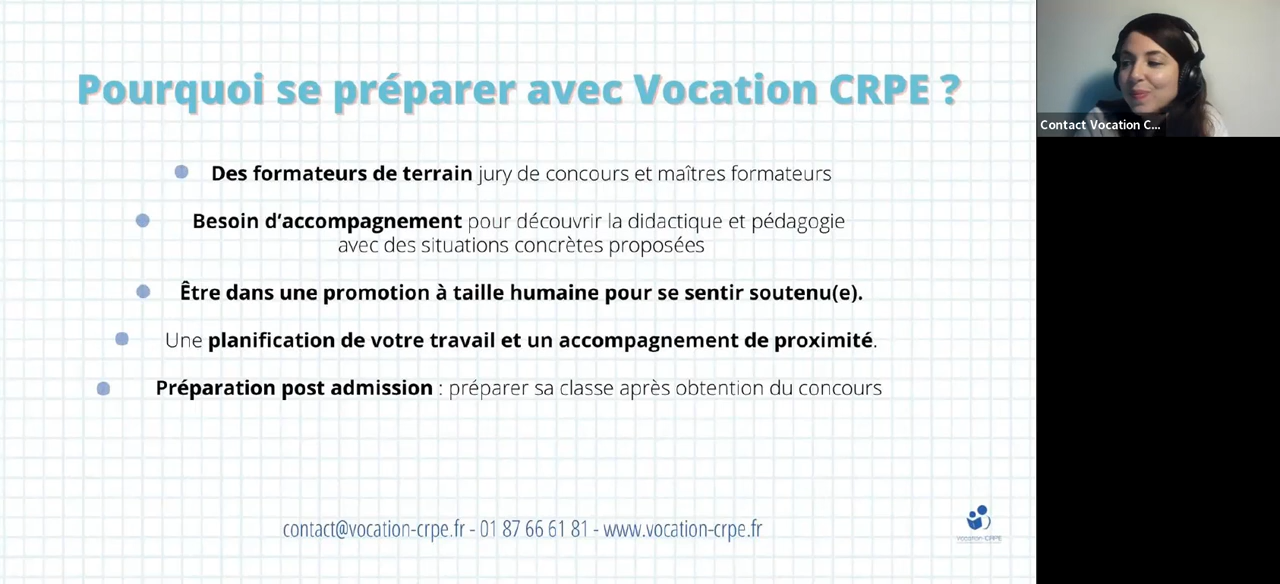 Pourquoi se préparer avec Vocation CRPE ?
Contact Vocation C...
Des formateurs de terrain jury de concours et maîtres formateurs
Besoin d'accompagnement pour découvrir la didactique et pédagogie
avec des situations concrètes proposées
Être dans une promotion à taille humaine pour se sentir soutenu(e).
Une planification de votre travail et un accompagnement de proximité.
Préparation post admission : préparer sa classe après obtention du concours
contact@vocation-crpe.fr - 01 87 66 61 81 - www.vocation-crpe.fr
Vocation CRPE